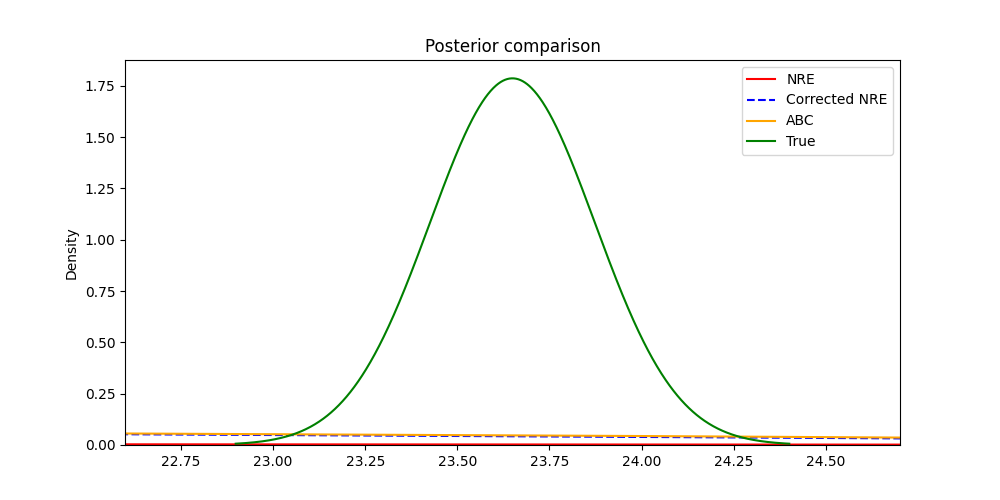 Posterior comparison
NRE
Corrected NRE
ABC
True
Density
1.75
1.50
1.25
1.00
0.75
0.50
0.25
0.00
22.75 23.00 23.25 23.50 23.75 24.00 24.25 24.50